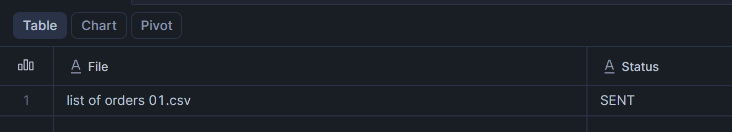 Table Chart Pivot
A File A Status
1 list of orders 01.csv SENT